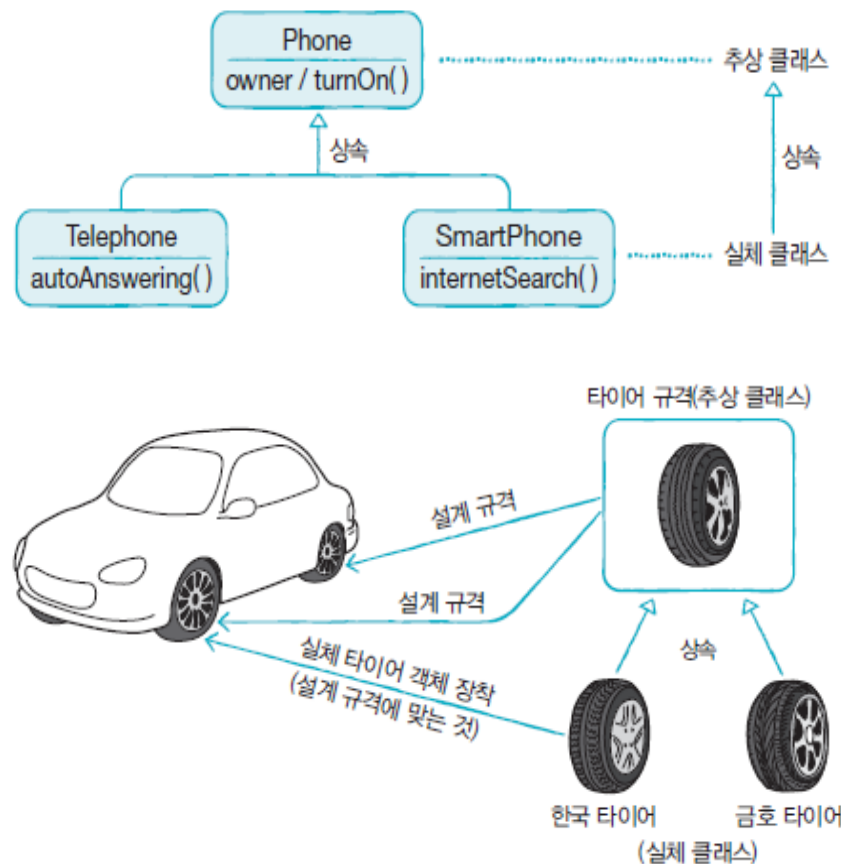 Phone
owner / turnOn( )
추상 클래스
상속
상속
Telephone
autoAnswering( )
SmartPhone
internetSearch( )
실체 클래스
타이어 규격(추상 클래스)
설계 규격
설계 규격
실체 타이어 객체 장착
(설계 규격에 맞는 것)
상속
한국 타이어
금호 타이어
(실체 클래스)